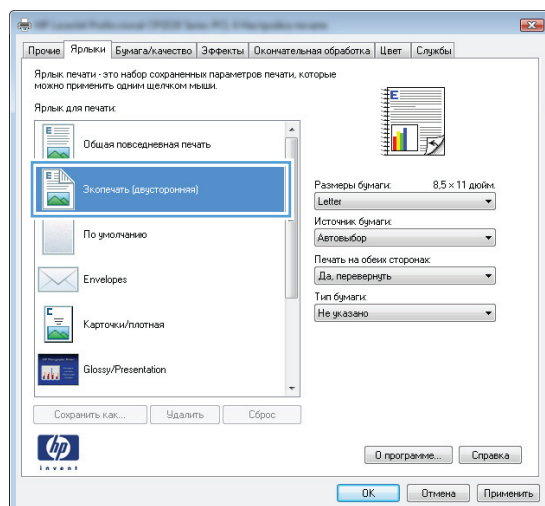 Прочие Ярлыки Бумага/качество Эффекты Окончательная обработка Цвет Службы
Ярлык печати - это набор сохраненных параметров печати, которые
можно применить одним щелчком мыши.
Ярлык для печати:
Общая повседневная печать
Экопечать (двусторонняя)
По умолчанию
Envelopes
Карточки/плотная
Glossy/Presentation
Сохранить как... Удалить Сброс
E
Размеры бумаги: 8,5 × 11 дюйм.
Letter
Источник бумаги:
Автовыбор
Печать на обеих сторонах:
Да, перевернуть
Тип бумаги:
Не указано
hp
invent
О программе... Справка
OK Отмена Применить